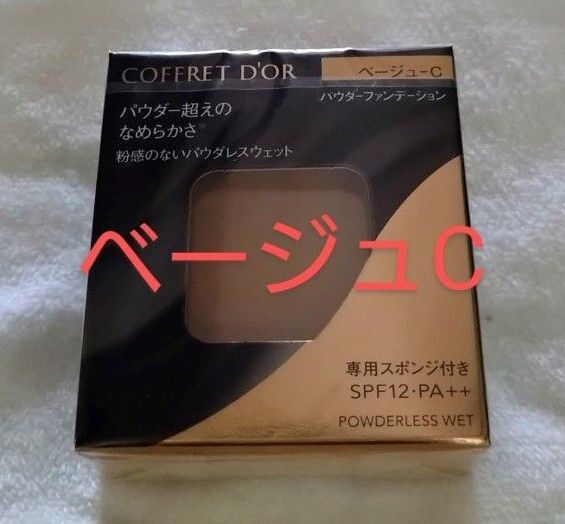 COFFRET D'OR
ベージュ-C
パウダーファンデーション
パウダー超えの
なめらかさ※
粉感のないパウダレスウェット
ベージュC
専用スポンジ付き
SPF12・PA++
POWDERLESS WET